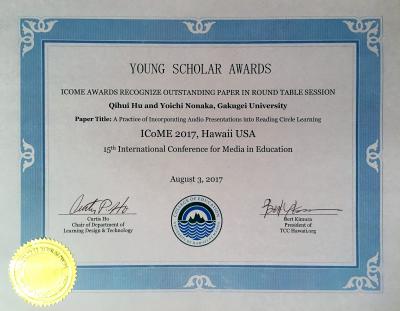 YOUNG SCHOLAR AWARDS
ICOME AWARDS RECOGNIZE OUTSTANDING PAPER IN ROUND TABLE SESSION
Qihui Hu and Yoichi Nonaka, Gakugei University
Paper Title: A Practice of Incorporating Audio Presentations into Reading Circle Learning
ICoME 2017, Hawaii USA
15th International Conference for Media in Education
August 3, 2017
Curtis Ho
Chair of Department of
Learning Design & Technology
Bert Kimura
President of
TCC Hawaii.org